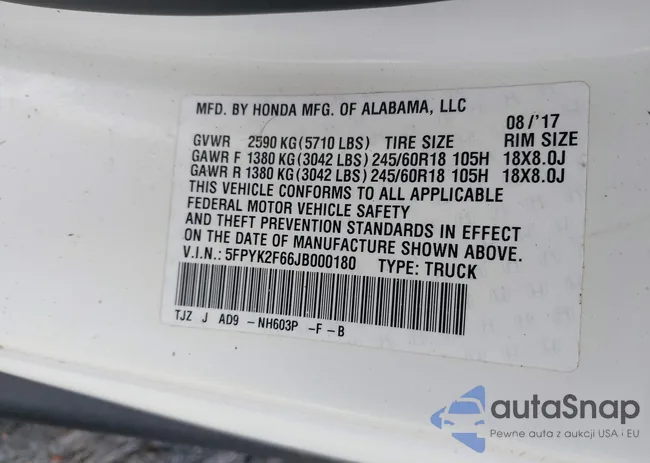 MFD. BY HONDA MFG. OF ALABAMA, LLC
08/'17
GVWR 2590 KG(5710 LBS) TIRE SIZE RIM SIZE
GAWR F 1380 KG(3042 LBS) 245/60R18 105H 18X8.0J
GAWR R 1380 KG(3042 LBS) 245/60R18 105H 18X8.0J
THIS VEHICLE CONFORMS TO ALL APPLICABLE
FEDERAL MOTOR VEHICLE SAFETY
AND THEFT PREVENTION STANDARDS IN EFFECT
ON THE DATE OF MANUFACTURE SHOWN ABOVE.
V.I.N.: 5FPYK2F66JB000180 TYPE: TRUCK
TJZ J AD9 -NH603P -F-B
autaSnap
Pewne auta z aukcji USA i EU